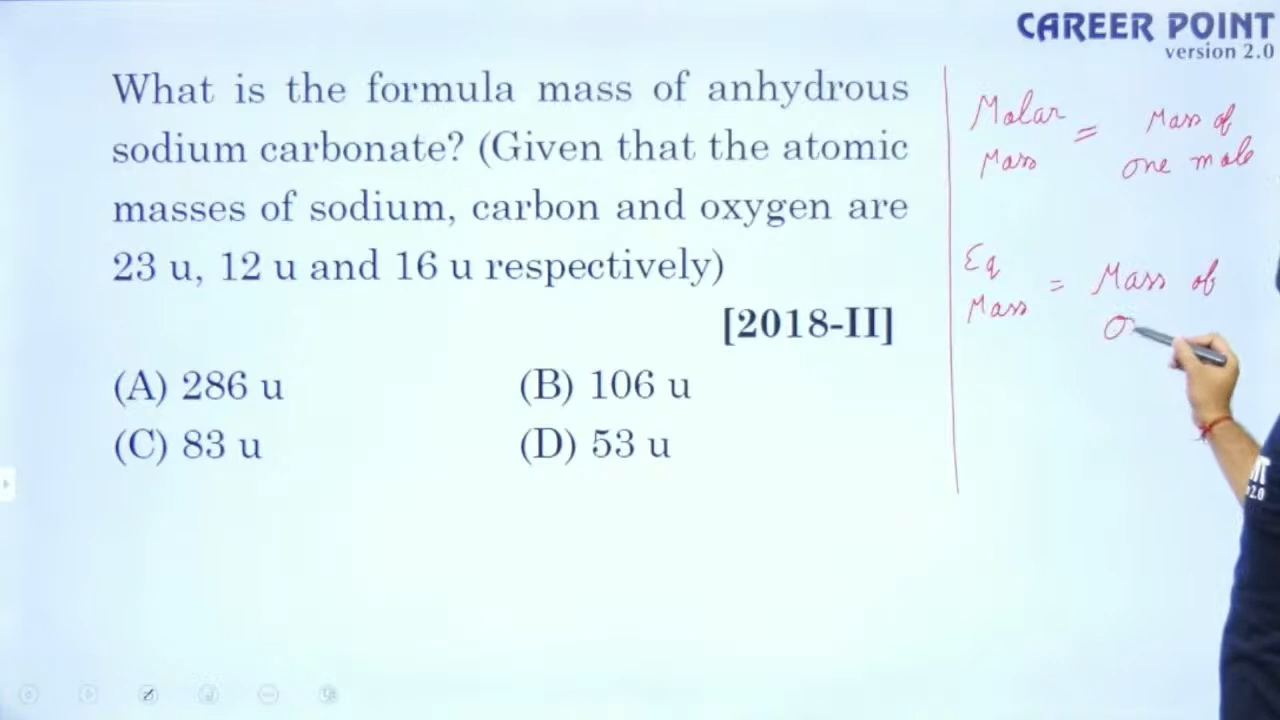 CAREER POINT
version 2.0
What is the formula mass of anhydrous
sodium carbonate? (Given that the atomic
masses of sodium, carbon and oxygen are
23 u, 12 u and 16 u respectively)
[2018-II]
(A) 286 u
(B) 106 u
(C) 83 u
(D) 53 u
Molar
Mass
=
Mass of
one mole
Eq
Mass
=
Mass of
2.0